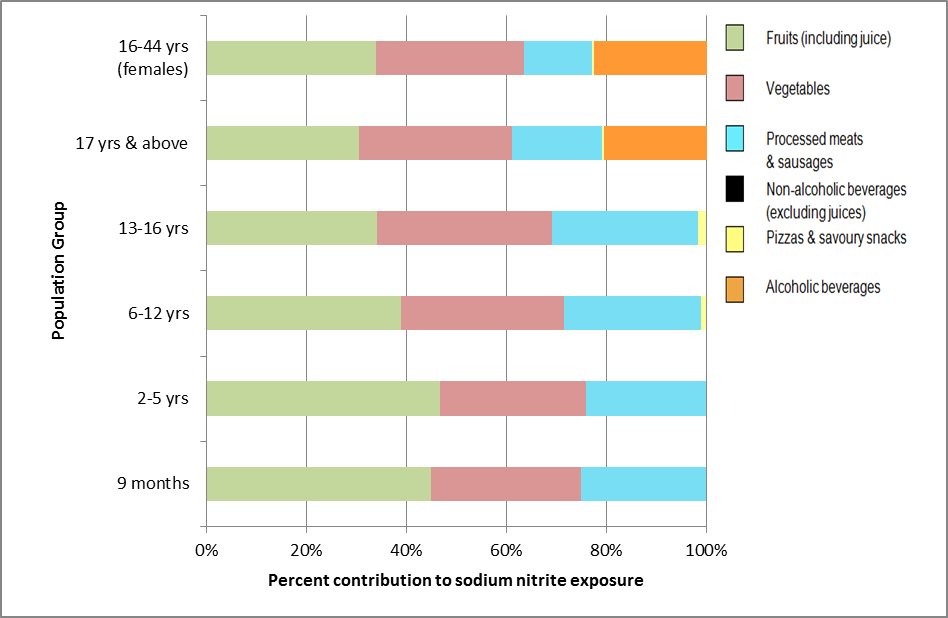 16-44 yrs
(females)
17 yrs & above
13-16 yrs
6-12 yrs
2-5 yrs
9 months
Population Group
0% 20% 40% 60% 80% 100%
Percent contribution to sodium nitrite exposure
Fruits (including juice)
Vegetables
Processed meats
& sausages
Non-alcoholic beverages
(excluding juices)
Pizzas & savoury snacks
Alcoholic beverages